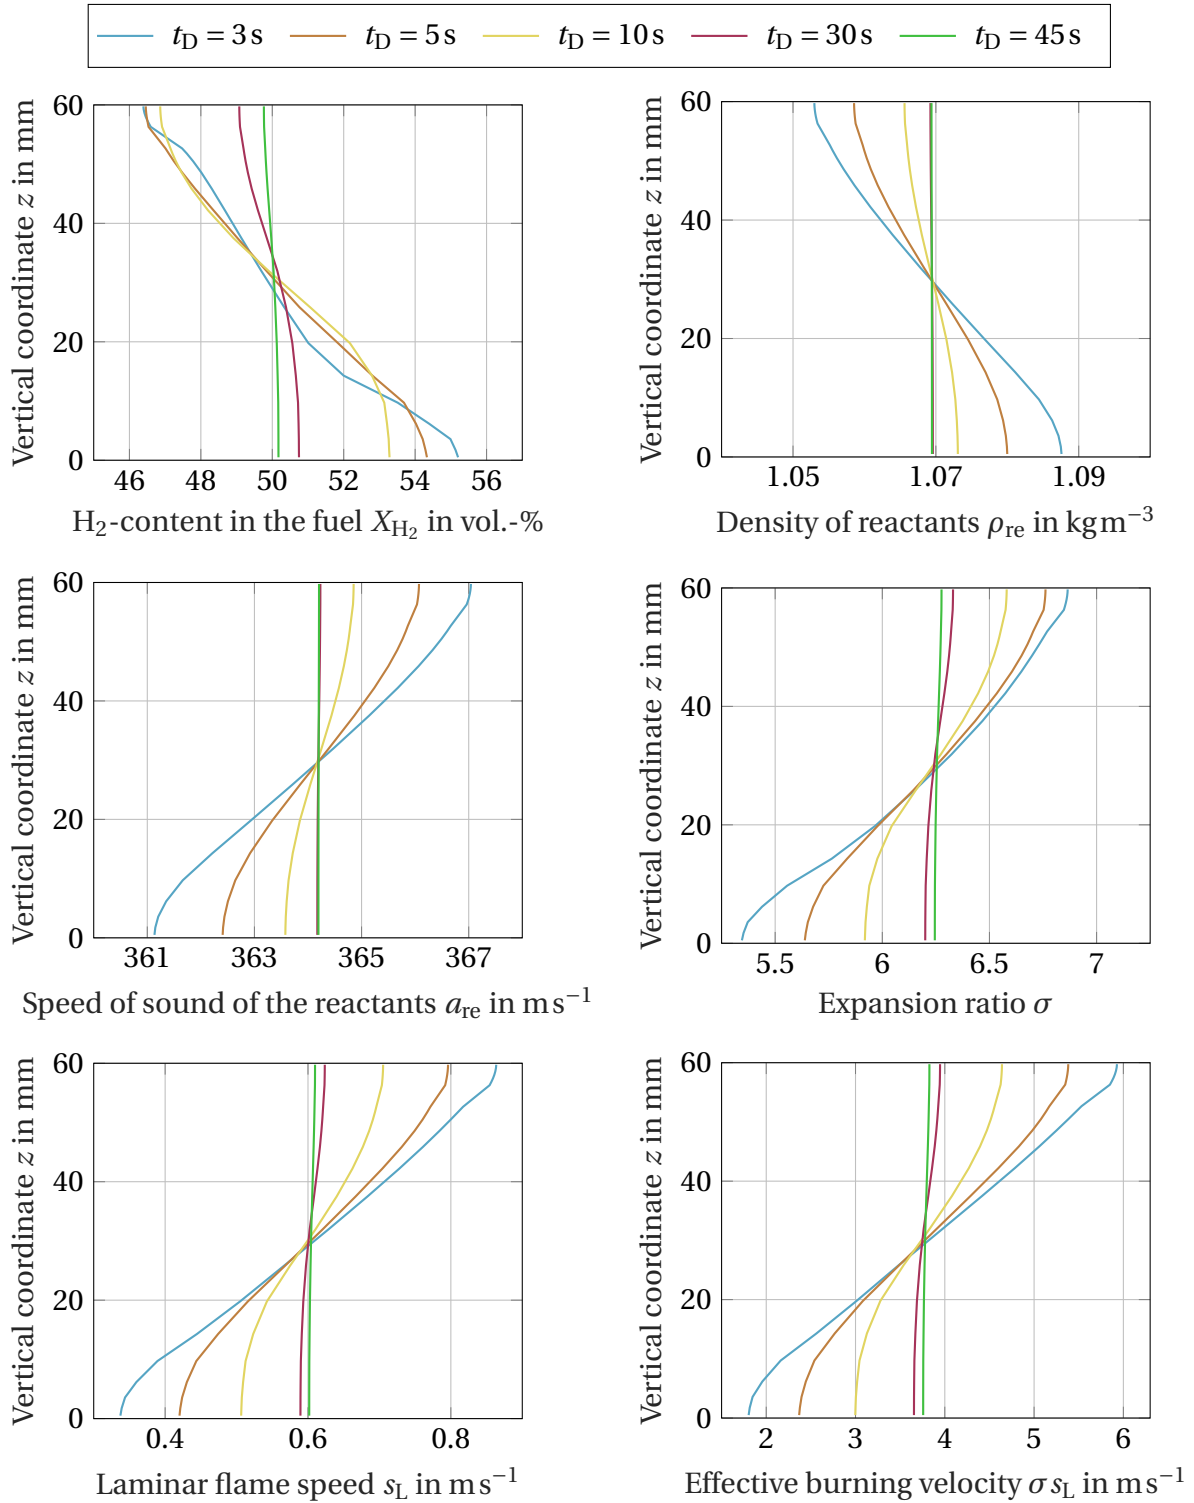 t_D = 3 s t_D = 5 s t_D = 10 s t_D = 30 s t_D = 45 s
60
40
20
0
Vertical coordinate z in mm
46 48 50 52 54 56
H₂-content in the fuel X_H₂ in vol.-%
60
40
20
0
Vertical coordinate z in mm
1.05 1.07 1.09
Density of reactants ρ_re in kg m⁻³
60
40
20
0
Vertical coordinate z in mm
361 363 365 367
Speed of sound of the reactants a_re in m s⁻¹
60
40
20
0
Vertical coordinate z in mm
5.5 6 6.5 7
Expansion ratio σ
60
40
20
0
Vertical coordinate z in mm
0.4 0.6 0.8
Laminar flame speed s_L in m s⁻¹
60
40
20
0
Vertical coordinate z in mm
2 3 4 5 6
Effective burning velocity σ s_L in m s⁻¹